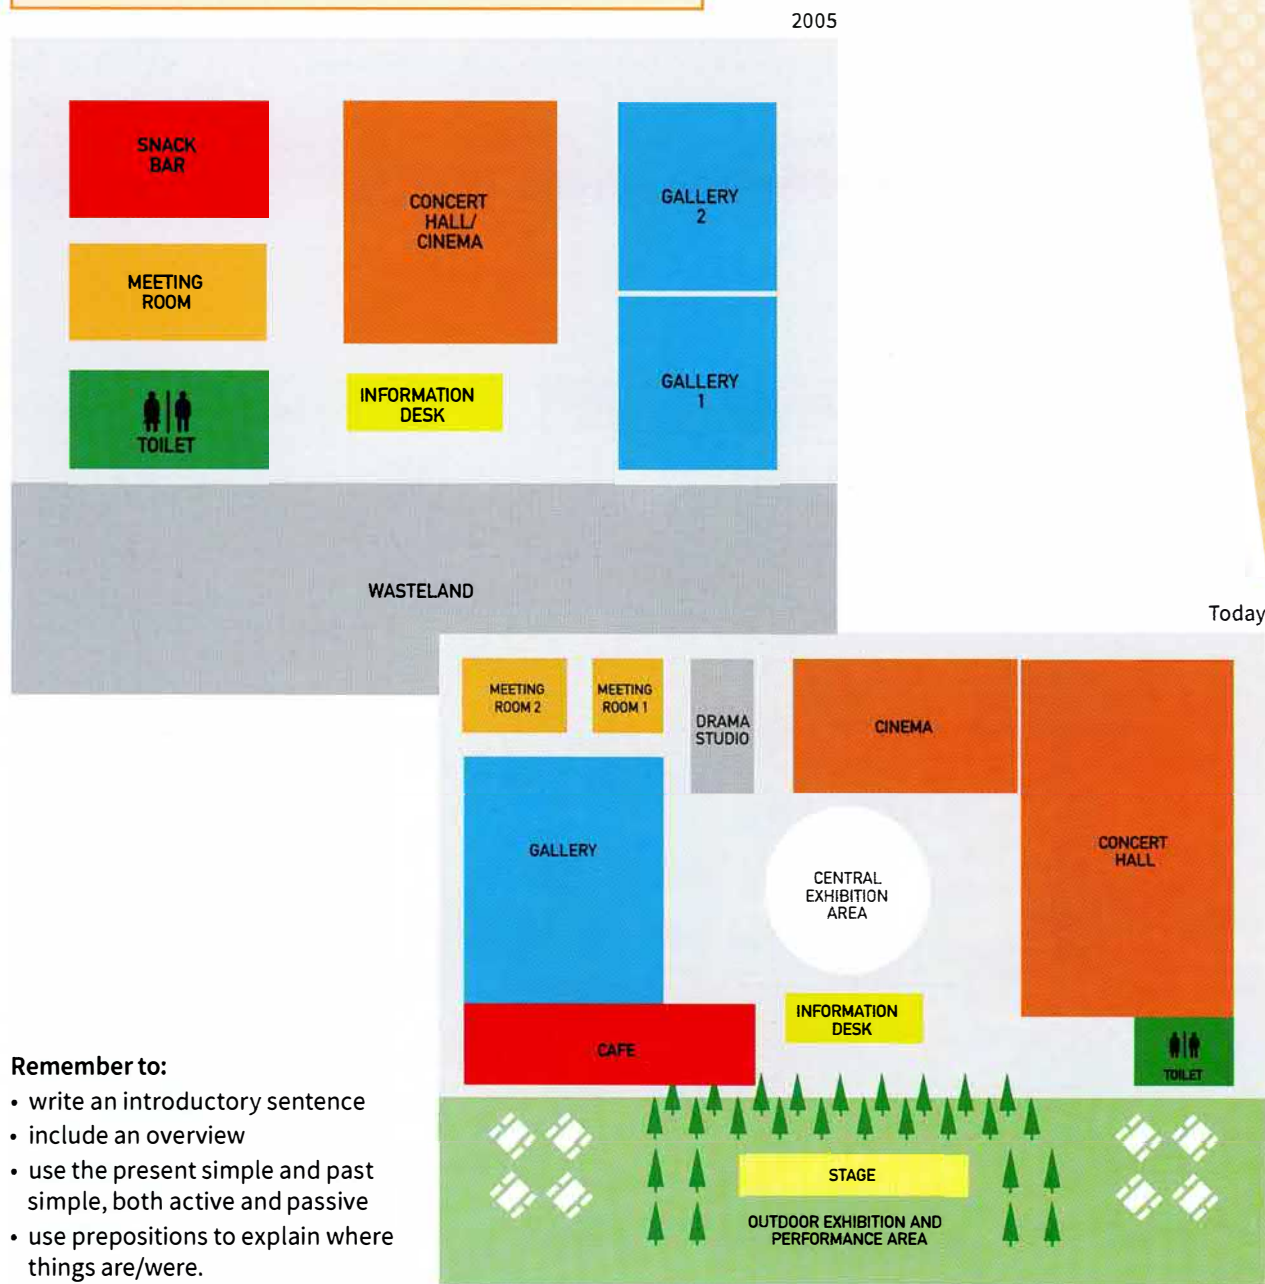 2005
SNACK
BAR
CONCERT
HALL/
CINEMA
GALLERY
2
MEETING
ROOM
GALLERY
1
INFORMATION
DESK
TOILET
WASTELAND
Today
MEETING
ROOM 2
MEETING
ROOM 1
DRAMA
STUDIO
CINEMA
GALLERY
CONCERT
HALL
CENTRAL
EXHIBITION
AREA
INFORMATION
DESK
CAFE
TOILET
STAGE
OUTDOOR EXHIBITION AND
PERFORMANCE AREA
Remember to:
• write an introductory sentence
• include an overview
• use the present simple and past
simple, both active and passive
• use prepositions to explain where
things are/were.